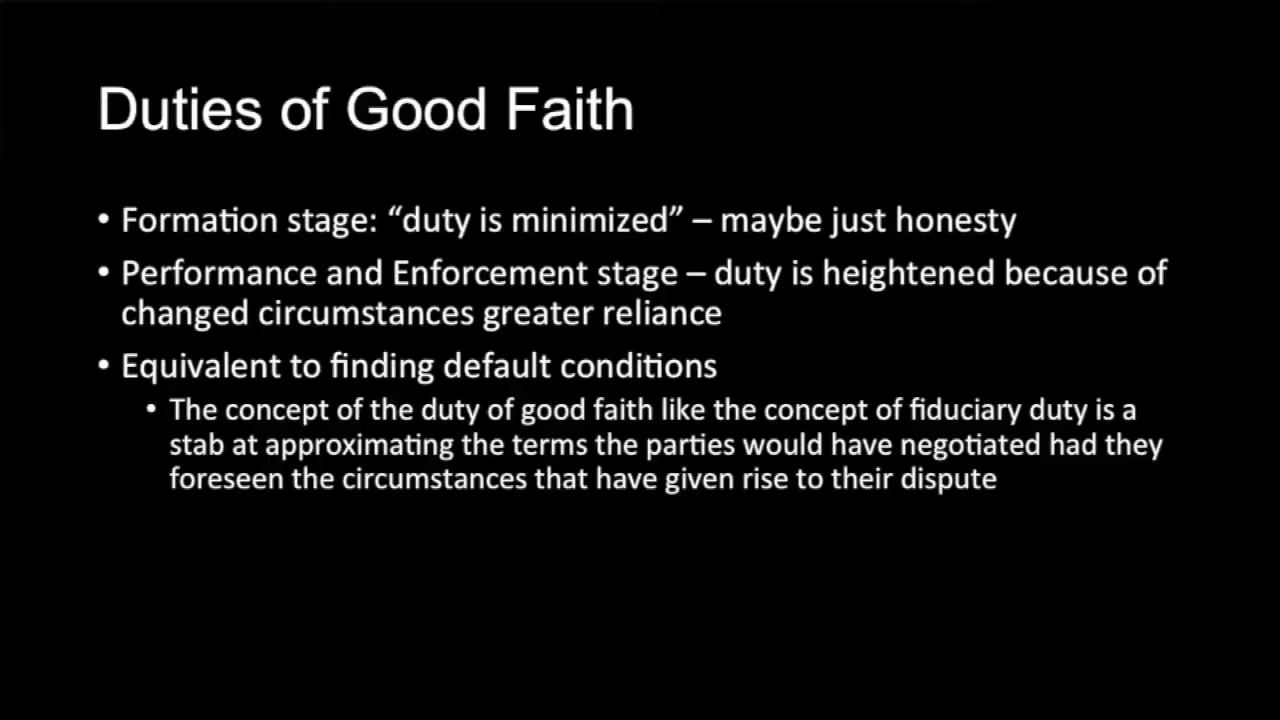 Duties of Good Faith
• Formation stage: “duty is minimized” – maybe just honesty
• Performance and Enforcement stage – duty is heightened because of
changed circumstances greater reliance
• Equivalent to finding default conditions
• The concept of the duty of good faith like the concept of fiduciary duty is a
stab at approximating the terms the parties would have negotiated had they
foreseen the circumstances that have given rise to their dispute